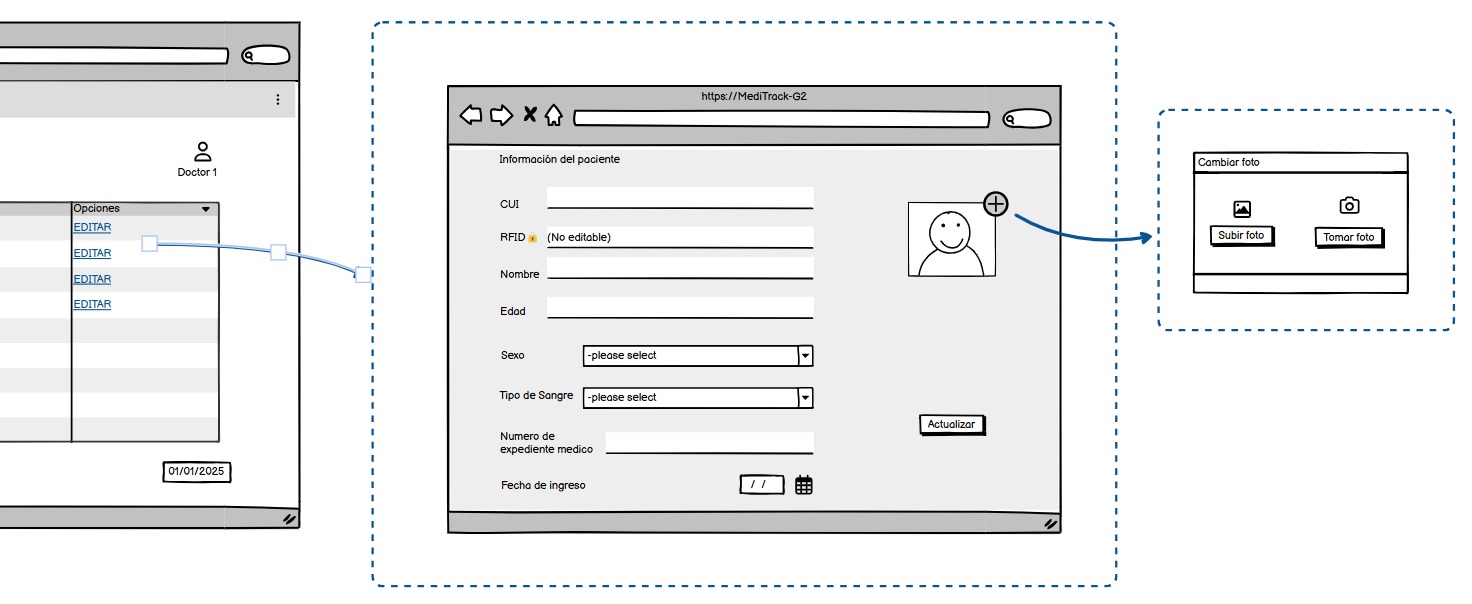 Doctor 1
Opciones
EDITAR
EDITAR
EDITAR
EDITAR
01/01/2025
https://MediTrack-G2
Información del paciente
CUI
RFID🔒 (No editable)
Nombre
Edad
Sexo -please select
Tipo de Sangre -please select
Numero de
expediente medico
Actualizar
Fecha de ingreso / /
Cambiar foto
Subir foto Tomar foto